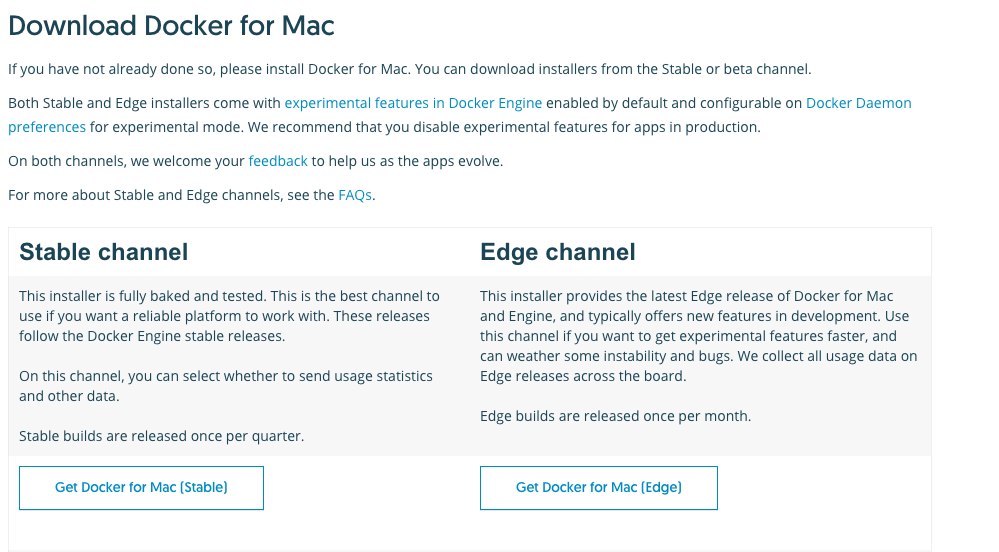 Download Docker for Mac
If you have not already done so, please install Docker for Mac. You can download installers from the Stable or beta channel.
Both Stable and Edge installers come with experimental features in Docker Engine enabled by default and configurable on Docker Daemon
preferences for experimental mode. We recommend that you disable experimental features for apps in production.
On both channels, we welcome your feedback to help us as the apps evolve.
For more about Stable and Edge channels, see the FAQs.
Stable channel
This installer is fully baked and tested. This is the best channel to
use if you want a reliable platform to work with. These releases
follow the Docker Engine stable releases.
On this channel, you can select whether to send usage statistics
and other data.
Stable builds are released once per quarter.
Get Docker for Mac (Stable)
Edge channel
This installer provides the latest Edge release of Docker for Mac
and Engine, and typically offers new features in development. Use
this channel if you want to get experimental features faster, and
can weather some instability and bugs. We collect all usage data on
Edge releases across the board.
Edge builds are released once per month.
Get Docker for Mac (Edge)